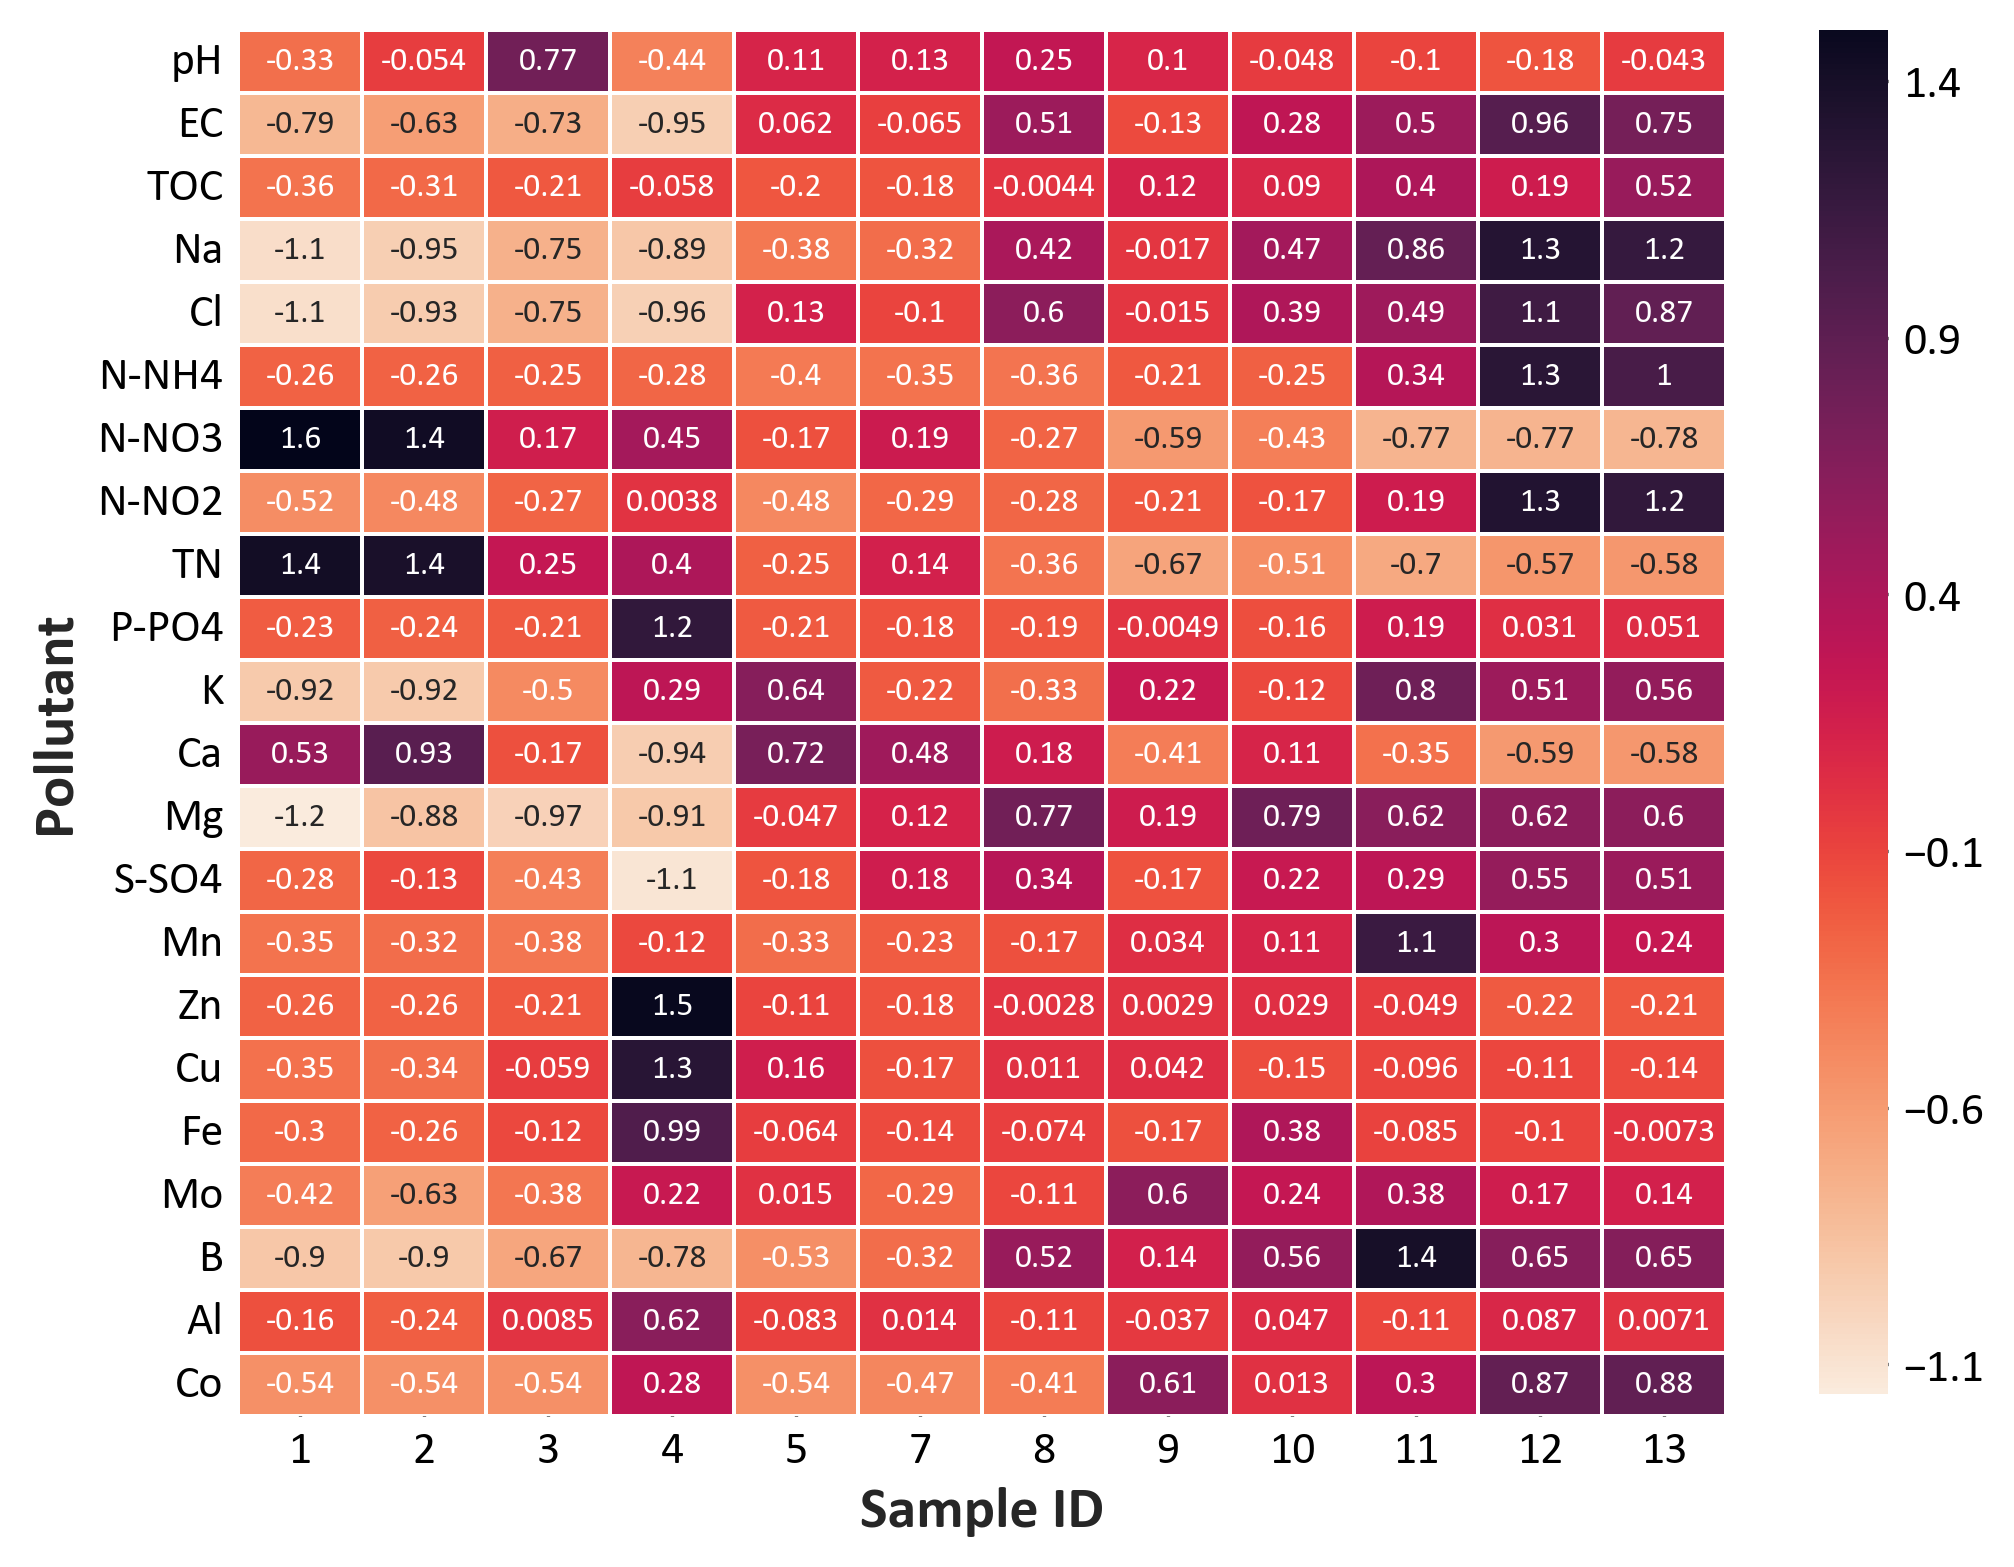 pH -0.33 -0.054 0.77 -0.44 0.11 0.13 0.25 0.1 -0.048 -0.1 -0.18 -0.043
EC -0.79 -0.63 -0.73 -0.95 0.062 -0.065 0.51 -0.13 0.28 0.5 0.96 0.75
TOC -0.36 -0.31 -0.21 -0.058 -0.2 -0.18 -0.0044 0.12 0.09 0.4 0.19 0.52
Na -1.1 -0.95 -0.75 -0.89 -0.38 -0.32 0.42 -0.017 0.47 0.86 1.3 1.2
Cl -1.1 -0.93 -0.75 -0.96 0.13 -0.1 0.6 -0.015 0.39 0.49 1.1 0.87
N-NH4 -0.26 -0.26 -0.25 -0.28 -0.4 -0.35 -0.36 -0.21 -0.25 0.34 1.3 1
N-NO3 1.6 1.4 0.17 0.45 -0.17 0.19 -0.27 -0.59 -0.43 -0.77 -0.77 -0.78
N-NO2 -0.52 -0.48 -0.27 0.0038 -0.48 -0.29 -0.28 -0.21 -0.17 0.19 1.3 1.2
TN 1.4 1.4 0.25 0.4 -0.25 0.14 -0.36 -0.67 -0.51 -0.7 -0.57 -0.58
P-PO4 -0.23 -0.24 -0.21 1.2 -0.21 -0.18 -0.19 -0.0049 -0.16 0.19 0.031 0.051
K -0.92 -0.92 -0.5 0.29 0.64 -0.22 -0.33 0.22 -0.12 0.8 0.51 0.56
Ca 0.53 0.93 -0.17 -0.94 0.72 0.48 0.18 -0.41 0.11 -0.35 -0.59 -0.58
Mg -1.2 -0.88 -0.97 -0.91 -0.047 0.12 0.77 0.19 0.79 0.62 0.62 0.6
S-SO4 -0.28 -0.13 -0.43 -1.1 -0.18 0.18 0.34 -0.17 0.22 0.29 0.55 0.51
Mn -0.35 -0.32 -0.38 -0.12 -0.33 -0.23 -0.17 0.034 0.11 1.1 0.3 0.24
Zn -0.26 -0.26 -0.21 1.5 -0.11 -0.18 -0.0028 0.0029 0.029 -0.049 -0.22 -0.21
Cu -0.35 -0.34 -0.059 1.3 0.16 -0.17 0.011 0.042 -0.15 -0.096 -0.11 -0.14
Fe -0.3 -0.26 -0.12 0.99 -0.064 -0.14 -0.074 -0.17 0.38 -0.085 -0.1 -0.0073
Mo -0.42 -0.63 -0.38 0.22 0.015 -0.29 -0.11 0.6 0.24 0.38 0.17 0.14
B -0.9 -0.9 -0.67 -0.78 -0.53 -0.32 0.52 0.14 0.56 1.4 0.65 0.65
Al -0.16 -0.24 0.0085 0.62 -0.083 0.014 -0.11 -0.037 0.047 -0.11 0.087 0.0071
Co -0.54 -0.54 -0.54 0.28 -0.54 -0.47 -0.41 0.61 0.013 0.3 0.87 0.88
1 2 3 4 5 7 8 9 10 11 12 13
Sample ID
Pollutant
1.4
0.9
0.4
−0.1
−0.6
−1.1